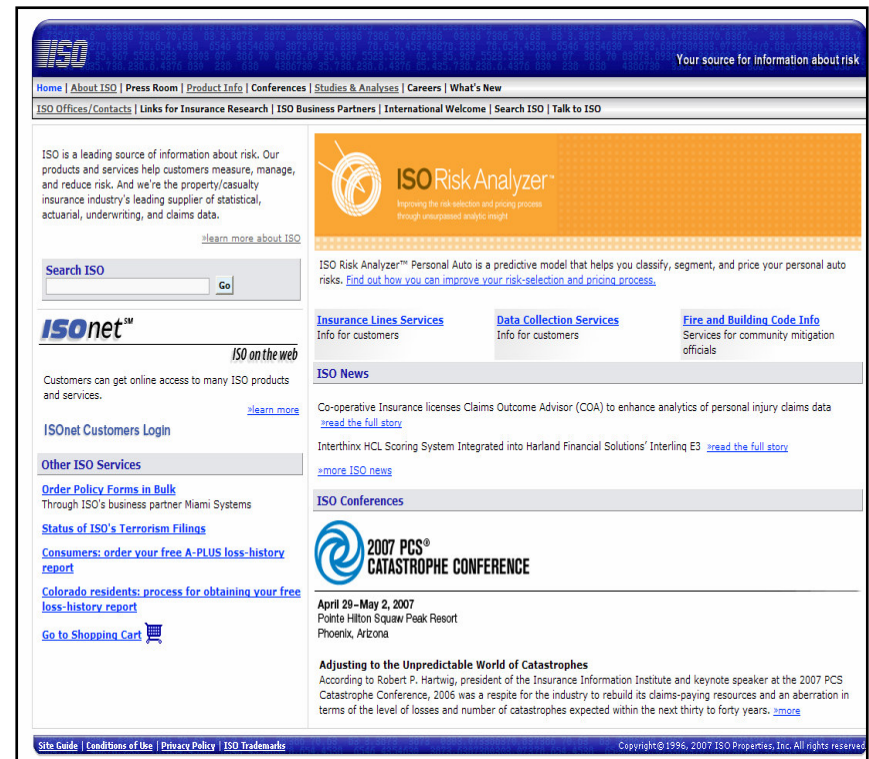 ISO
Your source for information about risk
Home | About ISO | Press Room | Product Info | Conferences | Studies & Analyses | Careers | What's New
ISO Offices/Contacts | Links for Insurance Research | ISO Business Partners | International Welcome | Search ISO | Talk to ISO
ISO is a leading source of information about risk. Our
products and services help customers measure, manage,
and reduce risk. And we're the property/casualty
insurance industry's leading supplier of statistical,
actuarial, underwriting, and claims data.
»learn more about ISO
Search ISO
Go
ISOnet℠
ISO on the web
Customers can get online access to many ISO products
and services.
»learn more
ISOnet Customers Login
Other ISO Services
Order Policy Forms in Bulk
Through ISO's business partner Miami Systems
Status of ISO's Terrorism Filings
Consumers: order your free A-PLUS loss-history
report
Colorado residents: process for obtaining your free
loss-history report
Go to Shopping Cart
ISO Risk Analyzer™
Improving the risk-selection and pricing process
through unsurpassed analytic insight
ISO Risk Analyzer™ Personal Auto is a predictive model that helps you classify, segment, and price your personal auto
risks. Find out how you can improve your risk-selection and pricing process.
Insurance Lines Services
Info for customers
Data Collection Services
Info for customers
Fire and Building Code Info
Services for community mitigation
officials
ISO News
Co-operative Insurance licenses Claims Outcome Advisor (COA) to enhance analytics of personal injury claims data
»read the full story
Interthinx HCL Scoring System Integrated into Harland Financial Solutions' Interlinq E3 »read the full story
»more ISO news
ISO Conferences
2007 PCS®
CATASTROPHE CONFERENCE
April 29–May 2, 2007
Pointe Hilton Squaw Peak Resort
Phoenix, Arizona
Adjusting to the Unpredictable World of Catastrophes
According to Robert P. Hartwig, president of the Insurance Information Institute and keynote speaker at the 2007 PCS
Catastrophe Conference, 2006 was a respite for the industry to rebuild its claims-paying resources and an aberration in
terms of the level of losses and number of catastrophes expected within the next thirty to forty years. »more
Site Guide | Conditions of Use | Privacy Policy | ISO Trademarks
Copyright©1996, 2007 ISO Properties, Inc. All rights reserved